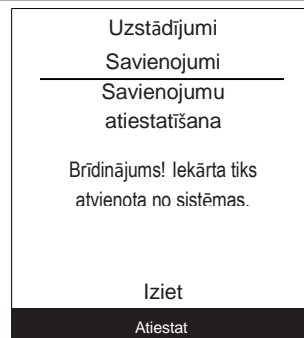 Uzstādījumi
Savienojumi
Savienojumu
atiestatīšana
Brīdinājums! Iekārta tiks
atvienota no sistēmas.
Iziet
Atiestat